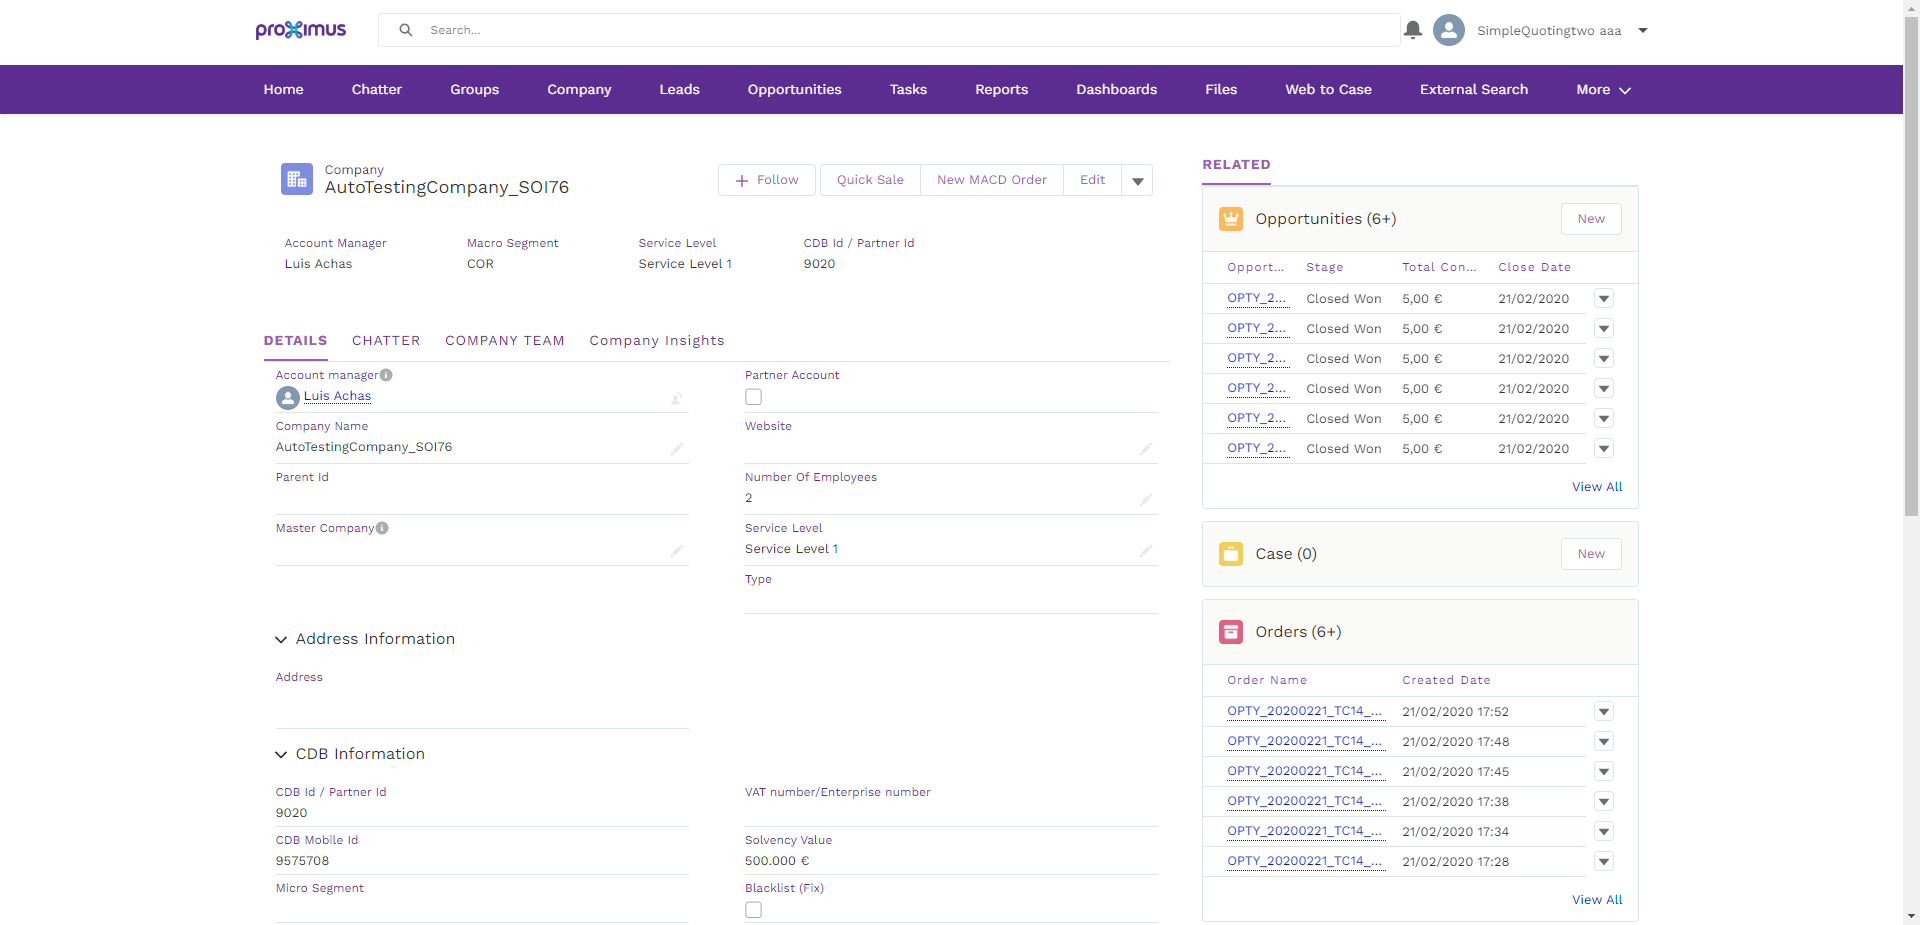 proximus
Search...
SimpleQuotingtwo aaa
Home Chatter Groups Company Leads Opportunities Tasks Reports Dashboards Files Web to Case External Search More
Company
AutoTestingCompany_SOI76
Follow Quick Sale New MACD Order Edit
Account Manager Macro Segment Service Level CDB Id / Partner Id
Luis Achas COR Service Level 1 9020
DETAILS CHATTER COMPANY TEAM Company Insights
Account manager Partner Account
Luis Achas
Company Name Website
AutoTestingCompany_SOI76
Parent Id Number Of Employees
2
Master Company Service Level
Service Level 1
Type
Address Information
Address
CDB Information
CDB Id / Partner Id VAT number/Enterprise number
9020
CDB Mobile Id Solvency Value
9575708 500.000 €
Micro Segment Blacklist (Fix)
RELATED
Opportunities (6+) New
Opport... Stage Total Con... Close Date
OPTY_2... Closed Won 5,00 € 21/02/2020
OPTY_2... Closed Won 5,00 € 21/02/2020
OPTY_2... Closed Won 5,00 € 21/02/2020
OPTY_2... Closed Won 5,00 € 21/02/2020
OPTY_2... Closed Won 5,00 € 21/02/2020
OPTY_2... Closed Won 5,00 € 21/02/2020
View All
Case (0) New
Orders (6+)
Order Name Created Date
OPTY_20200221_TC14_... 21/02/2020 17:52
OPTY_20200221_TC14_... 21/02/2020 17:48
OPTY_20200221_TC14_... 21/02/2020 17:45
OPTY_20200221_TC14_... 21/02/2020 17:38
OPTY_20200221_TC14_... 21/02/2020 17:34
OPTY_20200221_TC14_... 21/02/2020 17:28
View All